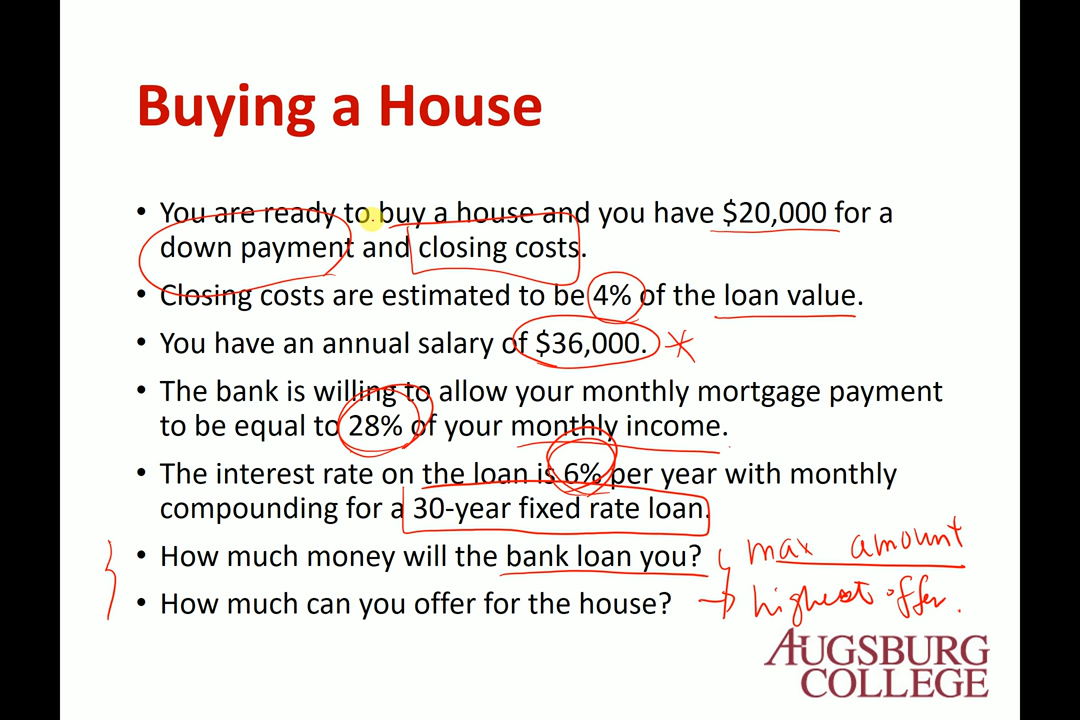 Buying a House
• You are ready to buy a house and you have $20,000 for a
down payment and closing costs.
• Closing costs are estimated to be 4% of the loan value.
• You have an annual salary of $36,000.
• The bank is willing to allow your monthly mortgage payment
to be equal to 28% of your monthly income.
• The interest rate on the loan is 6% per year with monthly
compounding for a 30-year fixed rate loan.
• How much money will the bank loan you? max amount
• How much can you offer for the house? → highest offer.
AUGSBURG
COLLEGE